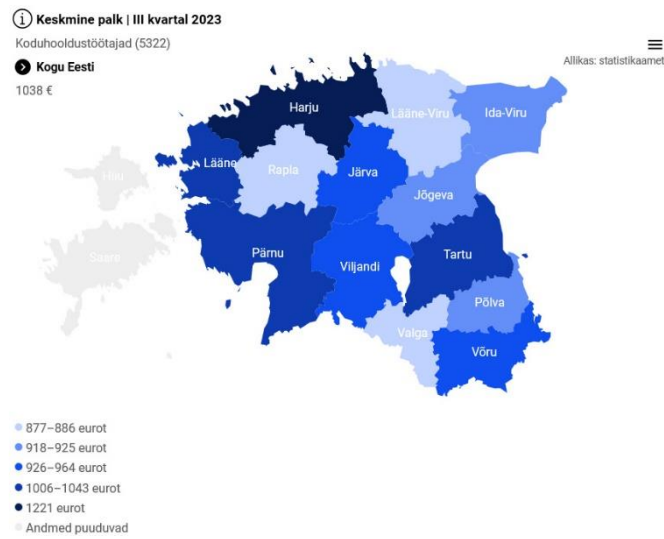 Keskmine palk | III kvartal 2023
Koduhooldustöötajad (5322)
Kogu Eesti
1038 €
Allikas: statistikaamet
Harju
Lääne-Viru
Ida-Viru
Lääne
Rapla
Järva
Hiiu
Jõgeva
Saare
Pärnu
Viljandi
Tartu
Põlva
Valga
Võru
877–886 eurot
918–925 eurot
926–964 eurot
1006–1043 eurot
1221 eurot
Andmed puuduvad